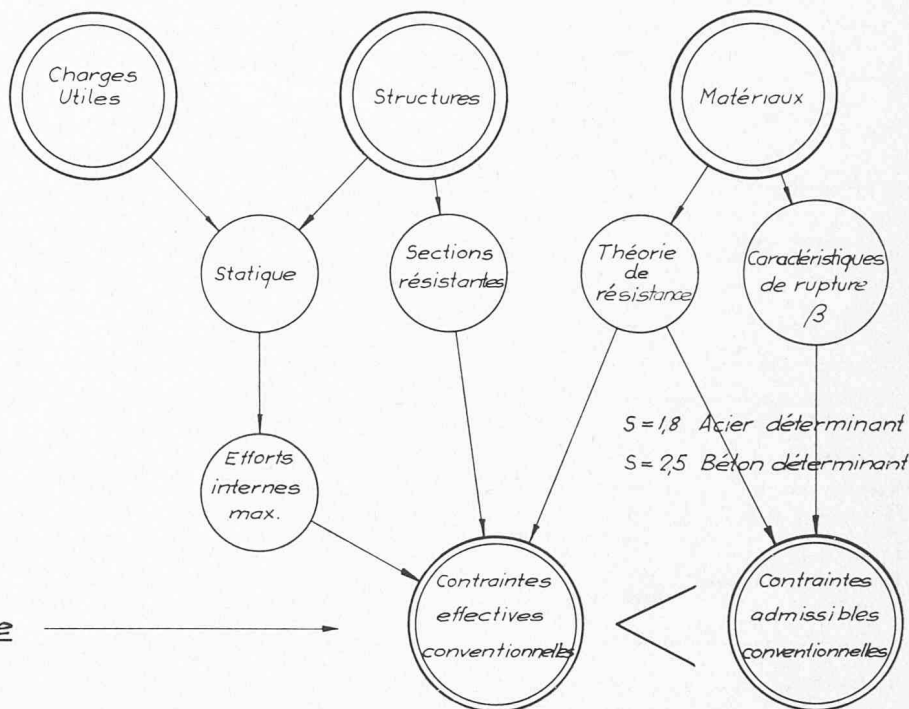 Charges
Utiles
Structures
Matériaux
Statique
Sections
résistantes
Théorie
de
résistance
Caractéristiques
de rupture
β
S = 1,8 Acier déterminant
S = 2,5 Béton déterminant
Efforts
internes
max.
Contraintes
effectives
conventionnelles
<
Contraintes
admissibles
conventionnelles